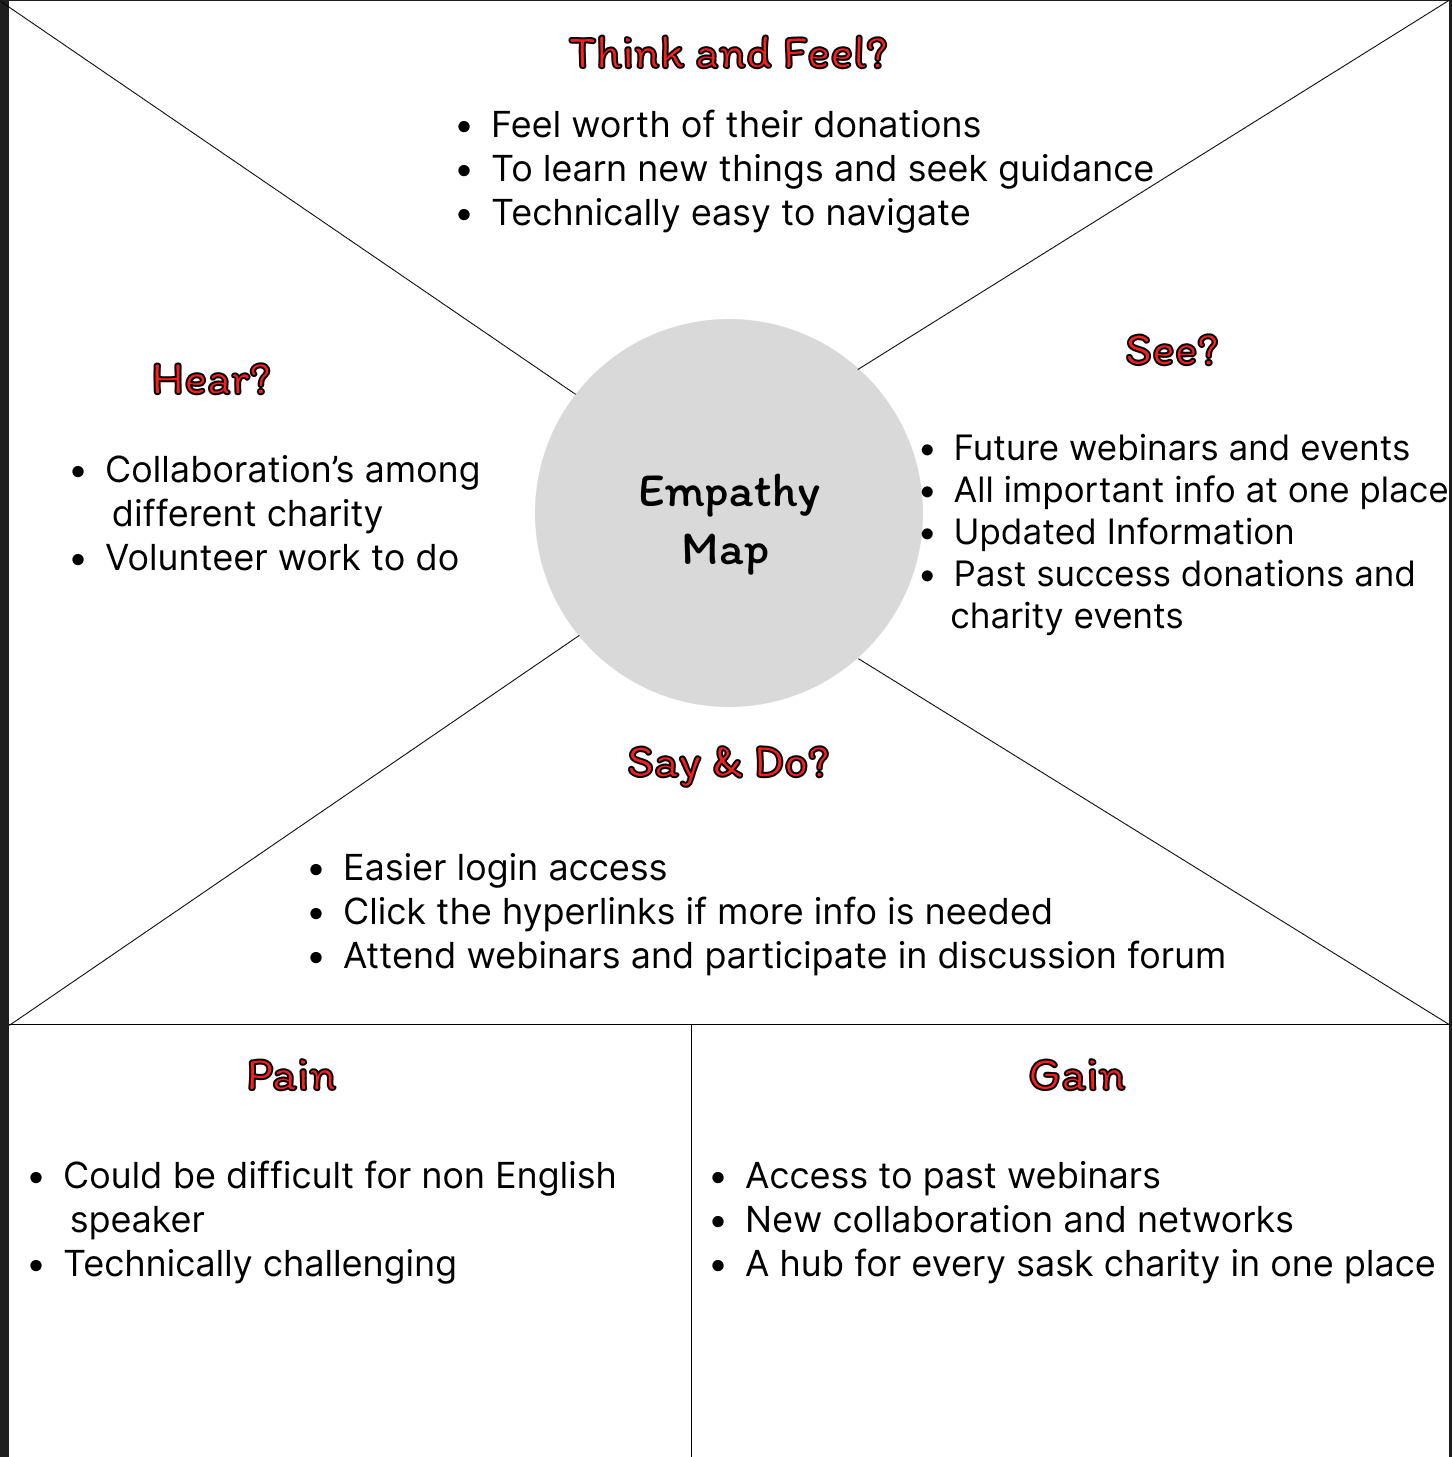 Think and Feel?
• Feel worth of their donations
• To learn new things and seek guidance
• Technically easy to navigate
Hear?
• Collaboration’s among
different charity
• Volunteer work to do
Empathy
Map
See?
• Future webinars and events
• All important info at one place
• Updated Information
• Past success donations and
charity events
Say & Do?
• Easier login access
• Click the hyperlinks if more info is needed
• Attend webinars and participate in discussion forum
Pain
• Could be difficult for non English
speaker
• Technically challenging
Gain
• Access to past webinars
• New collaboration and networks
• A hub for every sask charity in one place